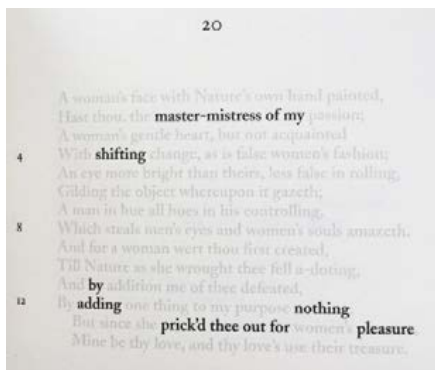 20
A woman's face with Nature's own hand painted,
Hast thou, the master-mistress of my passion;
A woman's gentle heart, but not acquainted
4 With shifting change, as is false women's fashion;
An eye more bright than theirs, less false in rolling,
Gilding the object whereupon it gazeth;
A man in hue all hues in his controlling,
8 Which steals men's eyes and women's souls amazeth.
And for a woman wert thou first created,
Till Nature as she wrought thee fell a-doting,
And by addition me of thee defeated,
12 By adding one thing to my purpose nothing
But since she prick'd thee out for women's pleasure
Mine be thy love, and thy love's use their treasure.